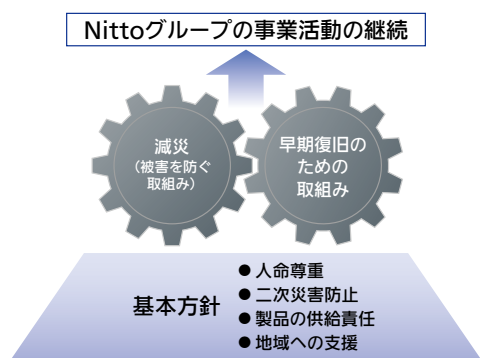 Nittoグループの事業活動の継続
減災
（被害を防ぐ
取組み）
早期復旧の
ための
取組み
基本方針
●人命尊重
●二次災害防止
●製品の供給責任
●地域への支援